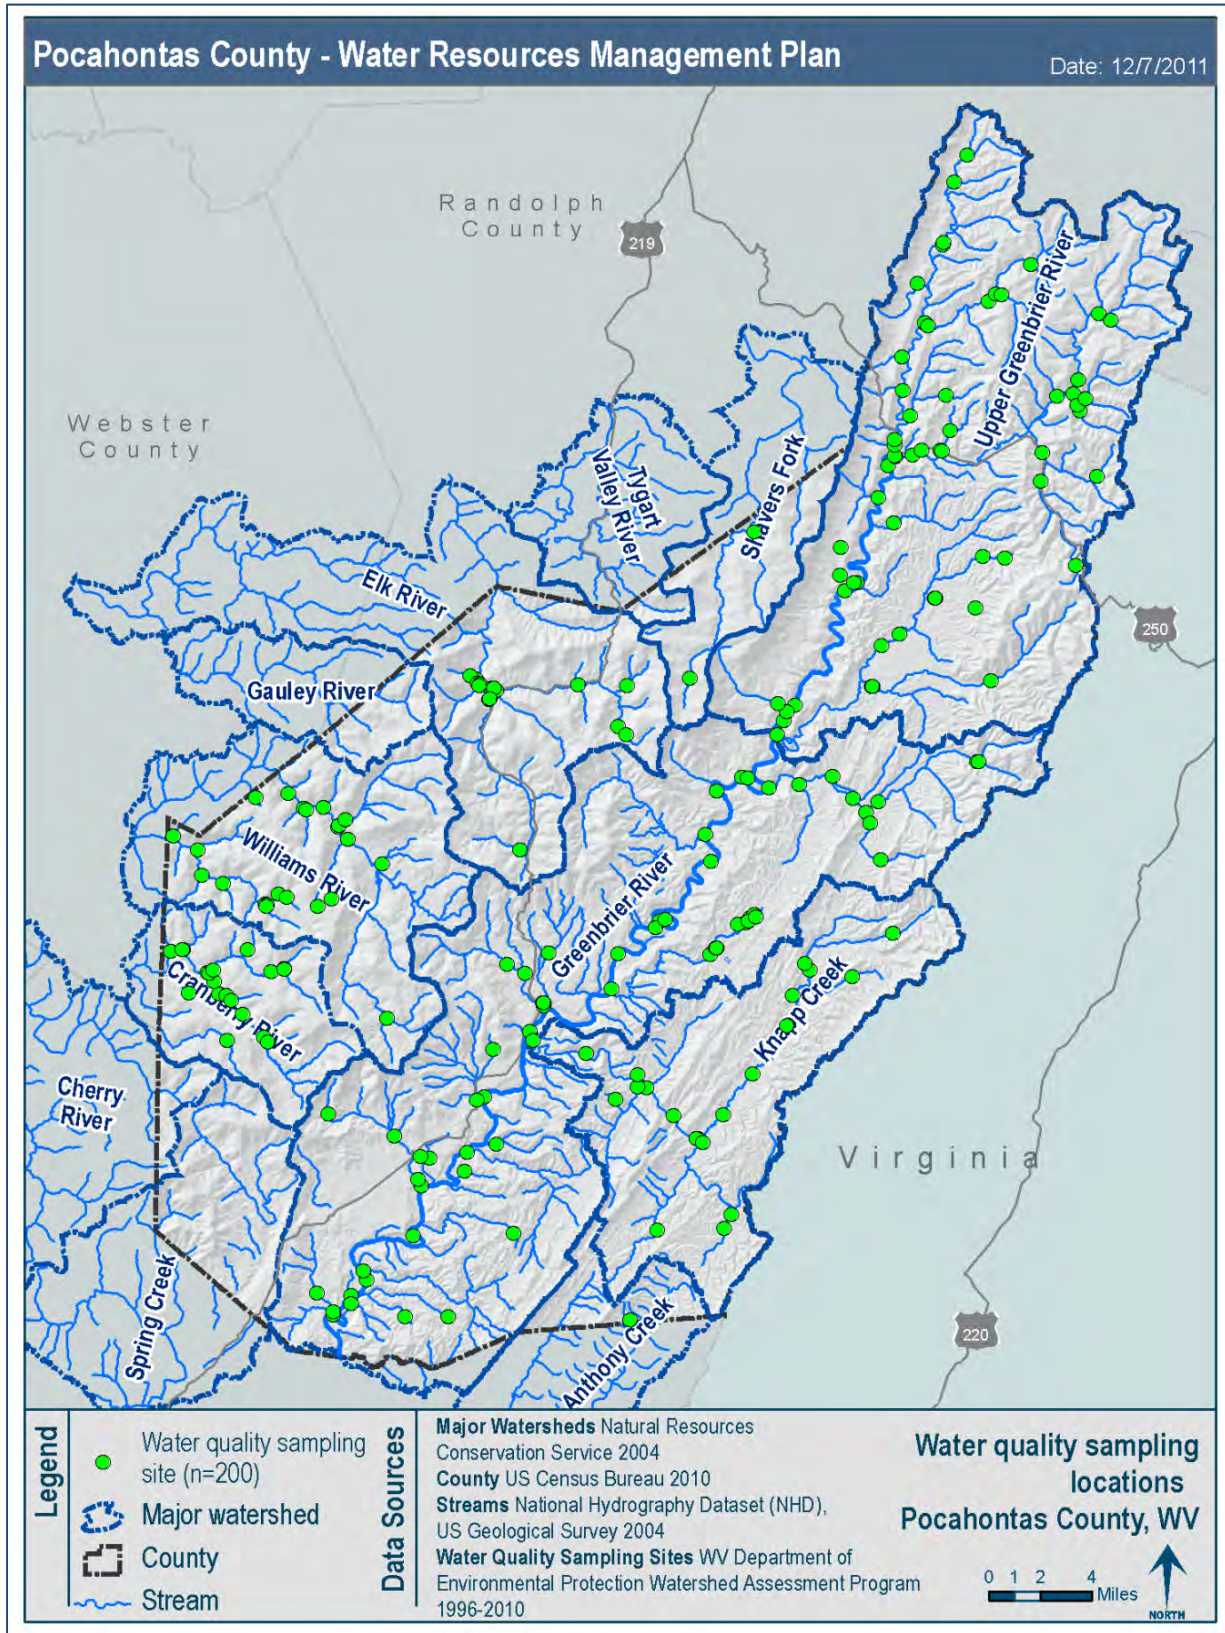 Pocahontas County - Water Resources Management Plan
Date: 12/7/2011
Randolph
County
219
Webster
County
Upper Greenbrier River
Shavers Fork
Tygart
Valley River
Elk River
250
Gauley River
Williams River
Greenbrier River
Cranberry River
Knapp Creek
Cherry
River
Virginia
Spring Creek
Anthony Creek
220
Legend
Water quality sampling
site (n=200)
Major watershed
County
Stream
Data Sources
Major Watersheds Natural Resources
Conservation Service 2004
County US Census Bureau 2010
Streams National Hydrography Dataset (NHD),
US Geological Survey 2004
Water Quality Sampling Sites WV Department of
Environmental Protection Watershed Assessment Program
1996-2010
Water quality sampling
locations
Pocahontas County, WV
0 1 2 4
Miles
NORTH